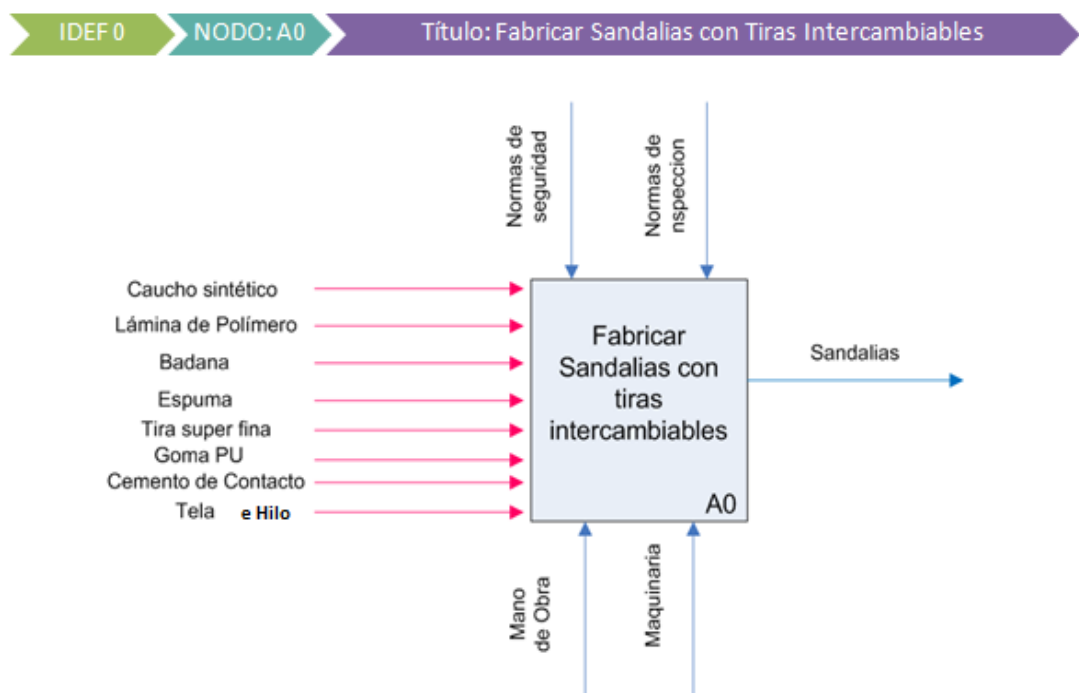 IDEF 0
NODO: A0
Título: Fabricar Sandalias con Tiras Intercambiables
Normas de
seguridad
Normas de
nspeccion
Caucho sintético
Lámina de Polímero
Badana
Espuma
Tira super fina
Goma PU
Cemento de Contacto
Tela e Hilo
Fabricar
Sandalias con
tiras
intercambiables
A0
Sandalias
Mano
de Obra
Maquinaria